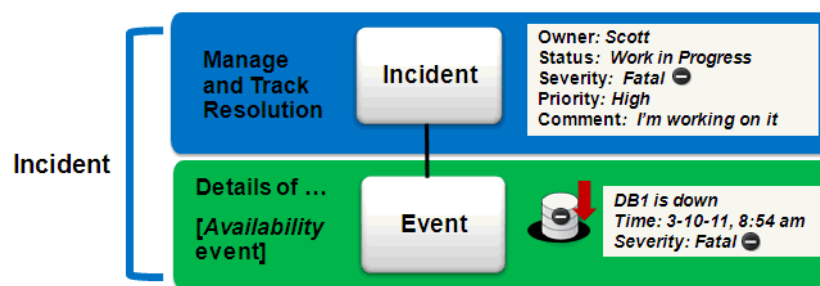 Incident
Manage
and Track
Resolution
Incident
Owner: Scott
Status: Work in Progress
Severity: Fatal
Priority: High
Comment: I'm working on it
Details of ...
[Availability
event]
Event
DB1 is down
Time: 3-10-11, 8:54 am
Severity: Fatal